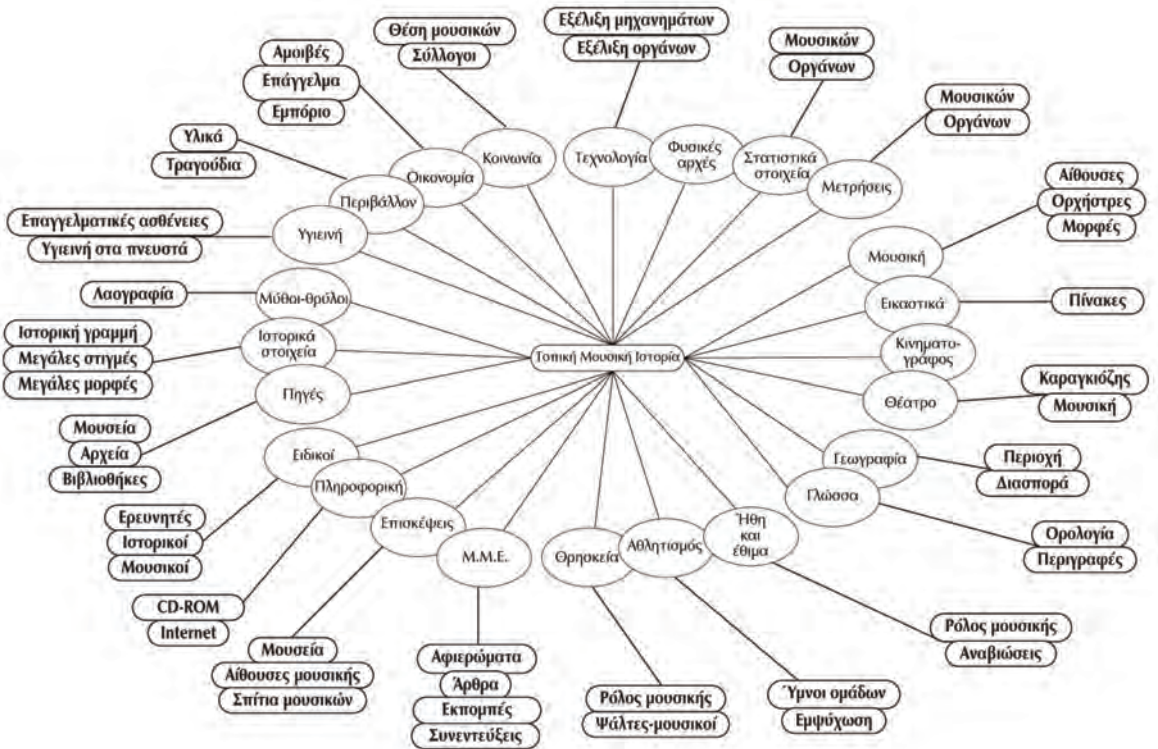 Θέση μουσικών
Σύλλογοι
Κοινωνία
Εξέλιξη μηχανημάτων
Εξέλιξη οργάνων
Τεχνολογία
Φυσικές
αρχές
Μουσικών
Οργάνων
Στατιστικά
στοιχεία
Μουσικών
Οργάνων
Μετρήσεις
Αίθουσες
Ορχήστρες
Μορφές
Μουσική
Πίνακες
Εικαστικά
Κινηματο-
γράφος
Καραγκιόζης
Μουσική
Θέατρο
Περιοχή
Διασπορά
Γεωγραφία
Ορολογία
Περιγραφές
Γλώσσα
Ρόλος μουσικής
Αναβιώσεις
Ήθη
και
έθιμα
Ύμνοι ομάδων
Εμψύχωση
Αθλητισμός
Ρόλος μουσικής
Ψάλτες-μουσικοί
Θρησκεία
Αφιερώματα
Άρθρα
Εκπομπές
Συνεντεύξεις
Μ.Μ.Ε.
Μουσεία
Αίθουσες μουσικής
Σπίτια μουσικών
Επισκέψεις
CD-ROM
Internet
Πληροφορική
Ερευνητές
Ιστορικοί
Μουσικοί
Ειδικοί
Μουσεία
Αρχεία
Βιβλιοθήκες
Πηγές
Ιστορική γραμμή
Μεγάλες στιγμές
Μεγάλες μορφές
Ιστορικά
στοιχεία
Λαογραφία
Μύθοι-θρύλοι
Επαγγελματικές ασθένειες
Υγιεινή στα πνευστά
Υγιεινή
Υλικά
Τραγούδια
Περιβάλλον
Αμοιβές
Επάγγελμα
Εμπόριο
Οικονομία
Τοπική Μουσική Ιστορία